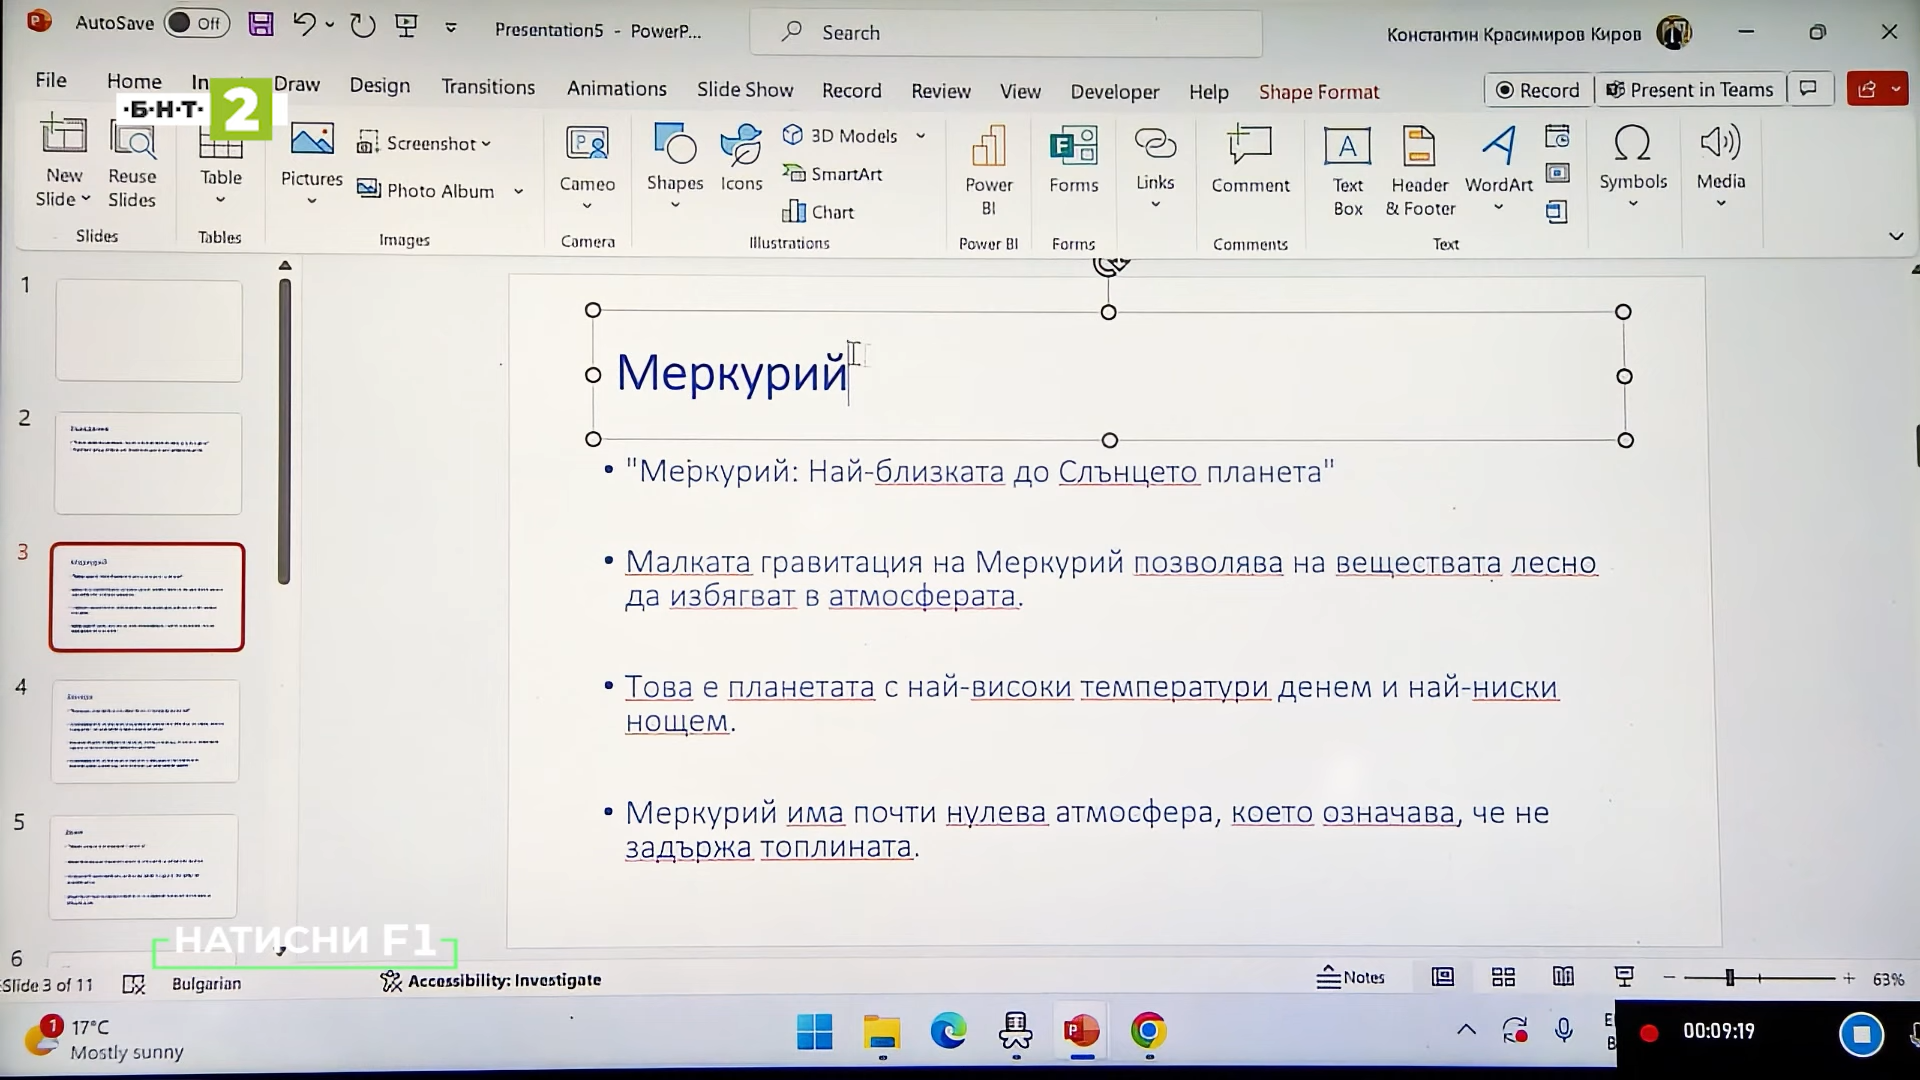 AutoSave Off Presentation5 - PowerP... Search Константин Красимиров Киров
File Home Draw Design Transitions Animations Slide Show Record Review View Developer Help Shape Format Record Present in Teams
·Б·Н·Т· 2
New Slide
Reuse Slides
Slides
Table
Tables
Pictures
Screenshot
Photo Album
Images
Cameo
Camera
Shapes
Icons
3D Models
SmartArt
Chart
Illustrations
Power BI
Power BI
Forms
Forms
Links
Comment
Comments
Text Box
Header & Footer
WordArt
Text
Symbols
Media
1
2
3
4
5
6
Меркурий
• "Меркурий: Най-близката до Слънцето планета"
• Малката гравитация на Меркурий позволява на веществата лесно
да избягват в атмосферата.
• Това е планетата с най-високи температури денем и най-ниски
нощем.
• Меркурий има почти нулева атмосфера, което означава, че не
задържа топлината.
НАТИСНИ F1
Slide 3 of 11 Bulgarian Accessibility: Investigate Notes 63%
1 17°C
Mostly sunny
00:09:19